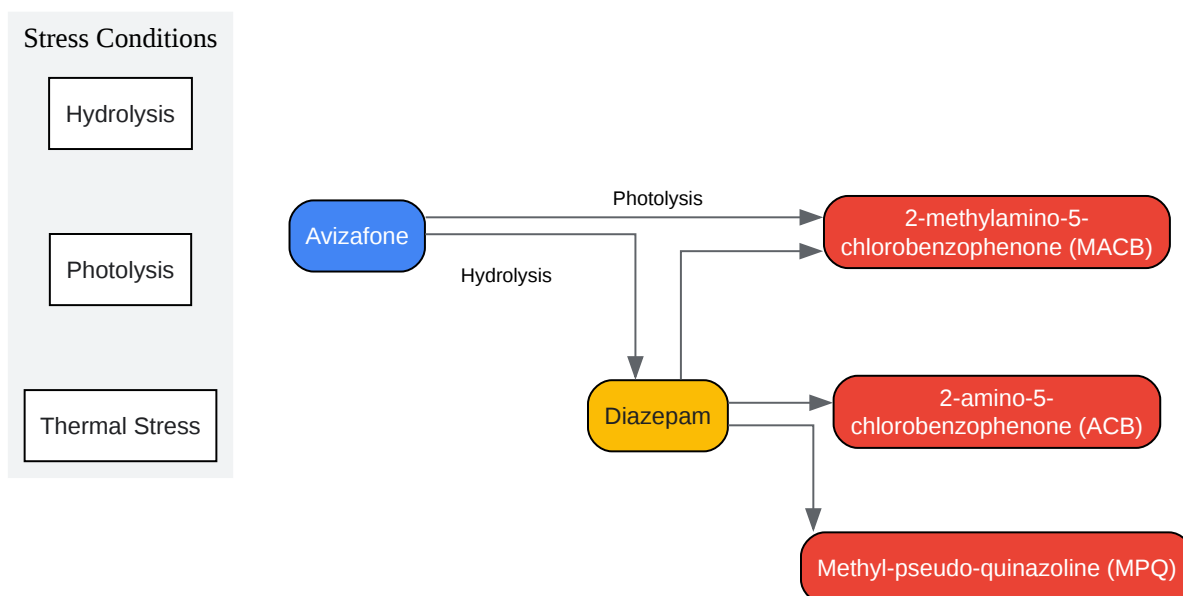 Stress Conditions
Hydrolysis
Photolysis
Thermal Stress
Avizafone
Photolysis
Hydrolysis
2-methylamino-5-
chlorobenzophenone (MACB)
Diazepam
2-amino-5-
chlorobenzophenone (ACB)
Methyl-pseudo-quinazoline (MPQ)